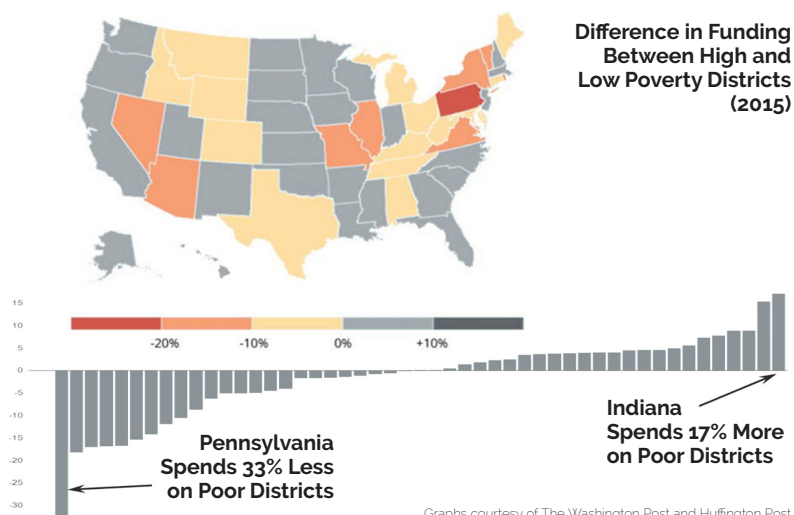 Difference in Funding
Between High and
Low Poverty Districts
(2015)
-20%
-10%
0%
+10%
15
10
5
0
-5
-10
-15
-20
-25
-30
Pennsylvania
Spends 33% Less
on Poor Districts
Indiana
Spends 17% More
on Poor Districts
Graphs courtesy of The Washington Post and Huffington Post